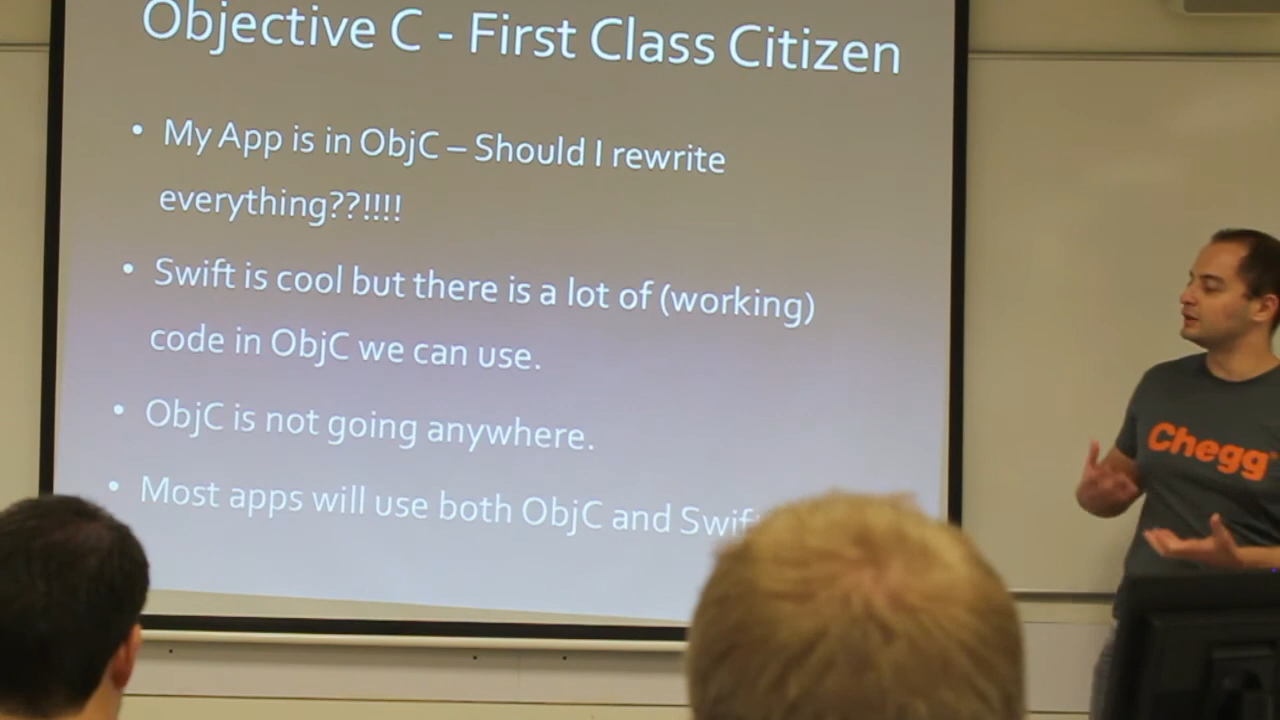 Objective C - First Class Citizen
• My App is in ObjC – Should I rewrite
everything??!!!!
• Swift is cool but there is a lot of (working)
code in ObjC we can use.
• ObjC is not going anywhere.
• Most apps will use both ObjC and Swif
Chegg